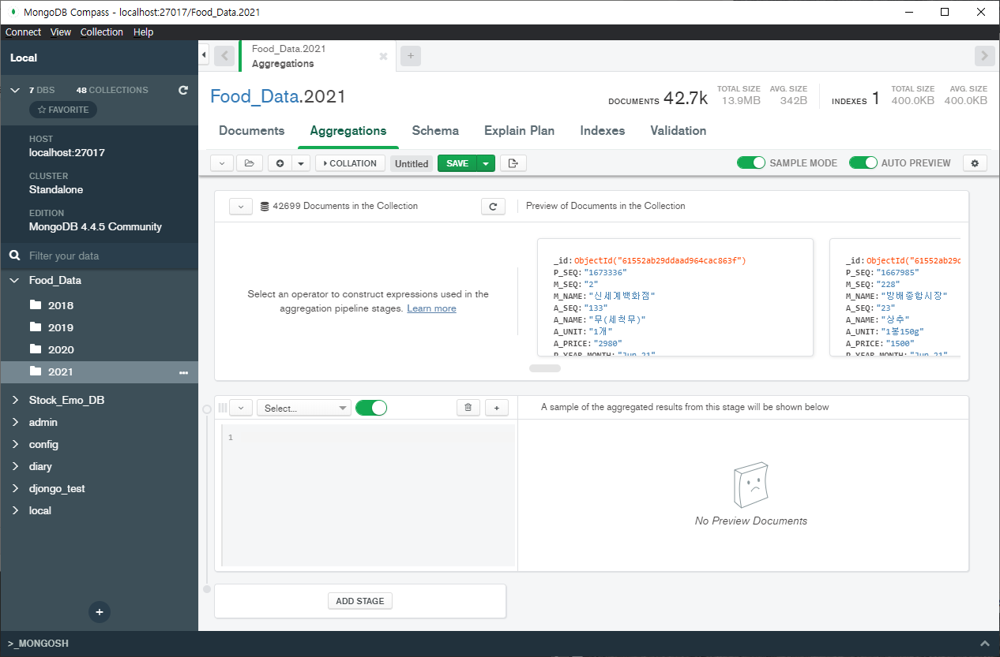 MongoDB Compass - localhost:27017/Food_Data.2021
Connect View Collection Help
Local
7 DBS 48 COLLECTIONS
FAVORITE
HOST
localhost:27017
CLUSTER
Standalone
EDITION
MongoDB 4.4.5 Community
Filter your data
Food_Data
2018
2019
2020
2021
Stock_Emo_DB
admin
config
diary
djongo_test
local
Food_Data.2021
Aggregations
Food_Data.2021
DOCUMENTS 42.7k
TOTAL SIZE AVG. SIZE
13.9MB 342B
INDEXES 1
TOTAL SIZE AVG. SIZE
400.0KB 400.0KB
Documents Aggregations Schema Explain Plan Indexes Validation
COLLATION Untitled SAVE SAMPLE MODE AUTO PREVIEW
42699 Documents in the Collection Preview of Documents in the Collection
Select an operator to construct expressions used in the
aggregation pipeline stages. Learn more
_id: ObjectId("61552ab29ddaad964cac863f")
P_SEQ: "1673336"
M_SEQ: "2"
M_NAME: "신세계백화점"
A_SEQ: "133"
A_NAME: "무(세척무)"
A_UNIT: "1개"
A_PRICE: "2980"
P_YEAR_MONTH: "Jun-21"
_id: ObjectId("61552ab29d
P_SEQ: "1667985"
M_SEQ: "228"
M_NAME: "방배종합시장"
A_SEQ: "23"
A_NAME: "상추"
A_UNIT: "1봉150g"
A_PRICE: "1500"
P_YEAR_MONTH: "Jun-21"
Select... A sample of the aggregated results from this stage will be shown below
1
No Preview Documents
ADD STAGE
>_MONGOSH